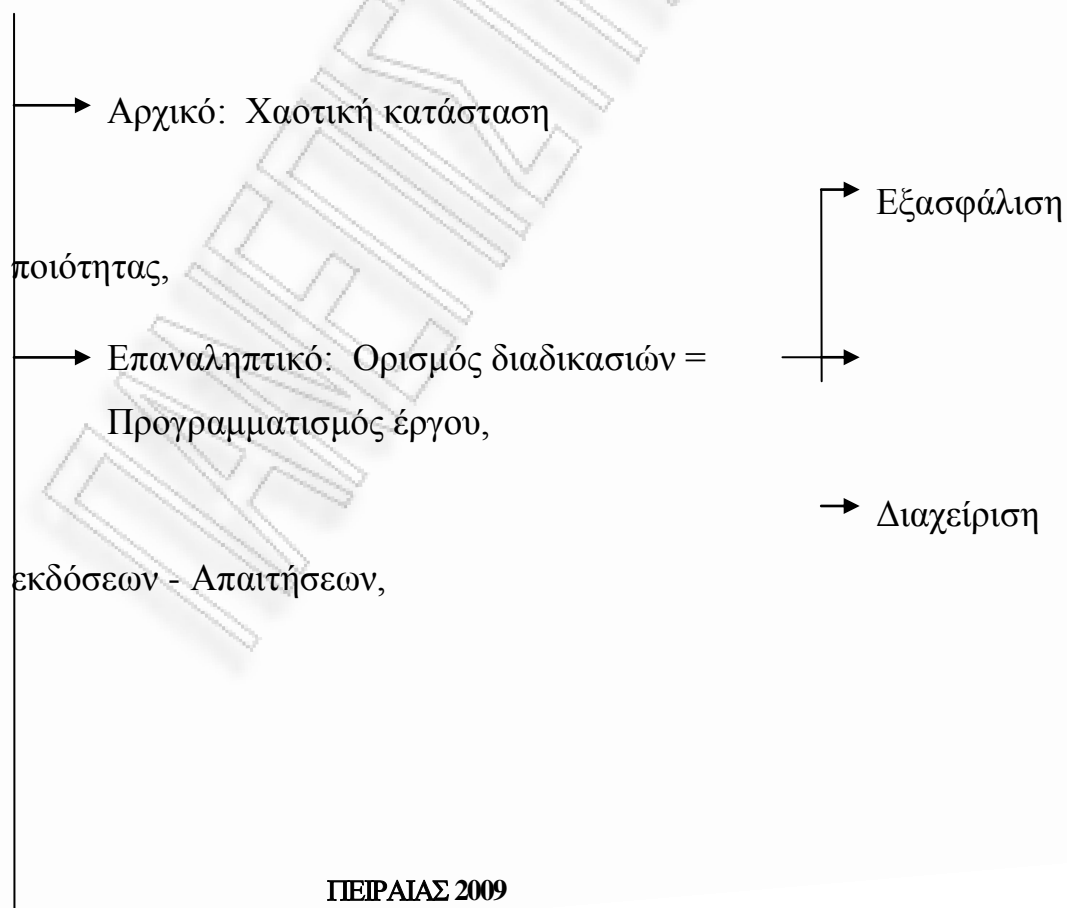 Αρχικό: Χαοτική κατάσταση
Εξασφάλιση
ποιότητας,
Επαναληπτικό: Ορισμός διαδικασιών =
Προγραμματισμός έργου,
Διαχείριση
εκδόσεων - Απαιτήσεων,
ΠΕΙΡΑΙΑΣ 2009